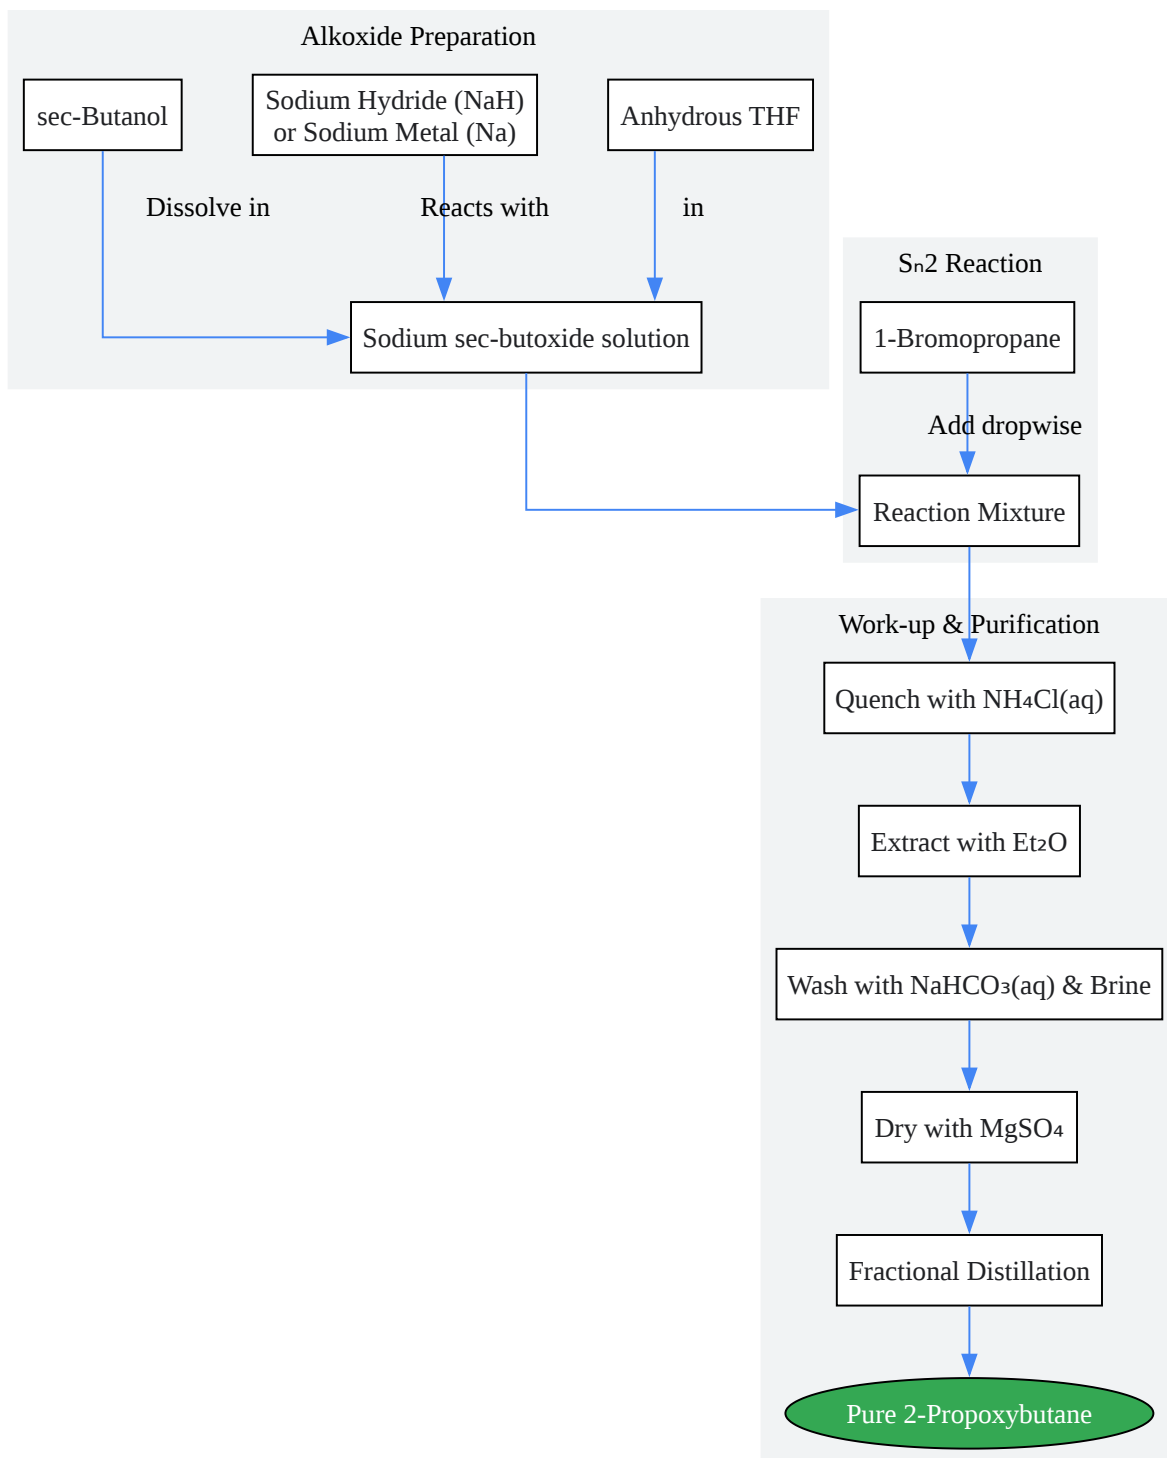 Alkoxide Preparation
sec-Butanol
Sodium Hydride (NaH)
or Sodium Metal (Na)
Anhydrous THF
Dissolve in
Reacts with
in
Sodium sec-butoxide solution
Sₙ2 Reaction
1-Bromopropane
Add dropwise
Reaction Mixture
Work-up & Purification
Quench with NH₄Cl(aq)
Extract with Et₂O
Wash with NaHCO₃(aq) & Brine
Dry with MgSO₄
Fractional Distillation
Pure 2-Propoxybutane